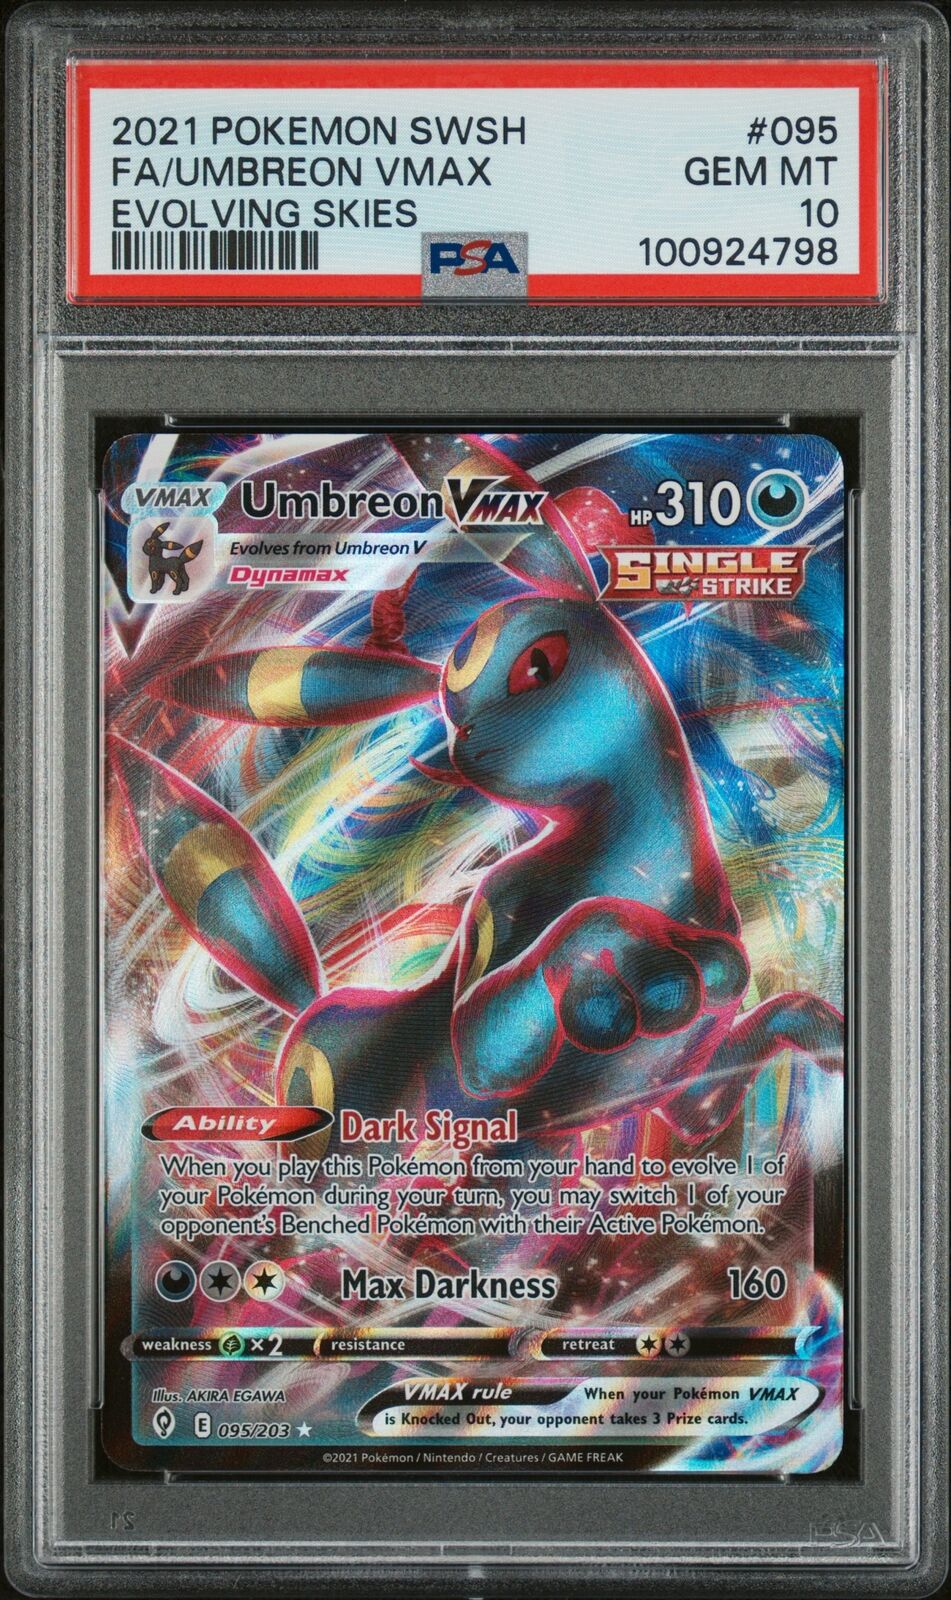 2021 POKEMON SWSH #095
FA/UMBREON VMAX GEM MT
EVOLVING SKIES 10
PSA 100924798
VMAX Umbreon VMAX HP 310
Evolves from Umbreon V
Dynamax
SINGLE
STRIKE
Ability Dark Signal
When you play this Pokémon from your hand to evolve 1 of
your Pokémon during your turn, you may switch 1 of your
opponent's Benched Pokémon with their Active Pokémon.
Max Darkness 160
weakness ×2 resistance retreat
Illus. AKIRA EGAWA
VMAX rule When your Pokémon VMAX
is Knocked Out, your opponent takes 3 Prize cards.
E 095/203 ★
©2021 Pokémon / Nintendo / Creatures / GAME FREAK
21 PSA